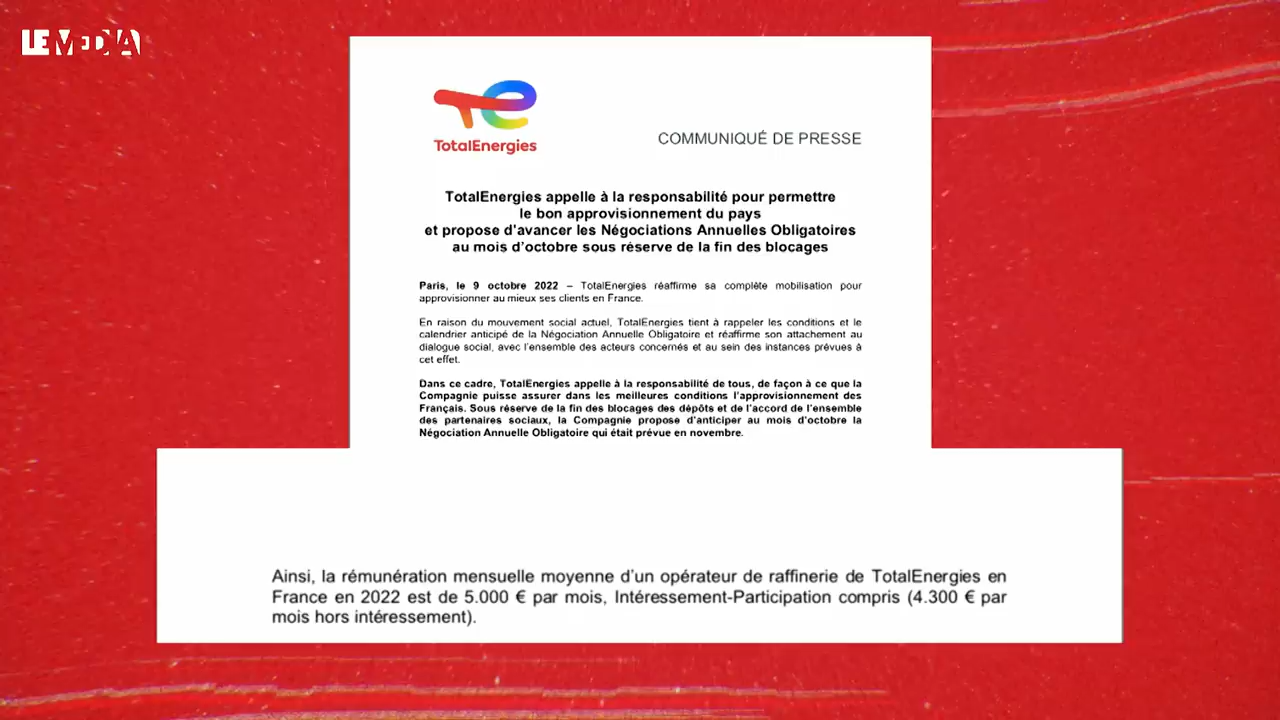 LE MEDIA
TotalEnergies
COMMUNIQUÉ DE PRESSE
TotalEnergies appelle à la responsabilité pour permettre
le bon approvisionnement du pays
et propose d'avancer les Négociations Annuelles Obligatoires
au mois d'octobre sous réserve de la fin des blocages
Paris, le 9 octobre 2022 – TotalEnergies réaffirme sa complète mobilisation pour
approvisionner au mieux ses clients en France.
En raison du mouvement social actuel, TotalEnergies tient à rappeler les conditions et le
calendrier anticipé de la Négociation Annuelle Obligatoire et réaffirme son attachement au
dialogue social, avec l'ensemble des acteurs concernés et au sein des instances prévues à
cet effet.
Dans ce cadre, TotalEnergies appelle à la responsabilité de tous, de façon à ce que la
Compagnie puisse assurer dans les meilleures conditions l'approvisionnement des
Français. Sous réserve de la fin des blocages des dépôts et de l'accord de l'ensemble
des partenaires sociaux, la Compagnie propose d'anticiper au mois d'octobre la
Négociation Annuelle Obligatoire qui était prévue en novembre.
Ainsi, la rémunération mensuelle moyenne d'un opérateur de raffinerie de TotalEnergies en
France en 2022 est de 5.000 € par mois, Intéressement-Participation compris (4.300 € par
mois hors intéressement).